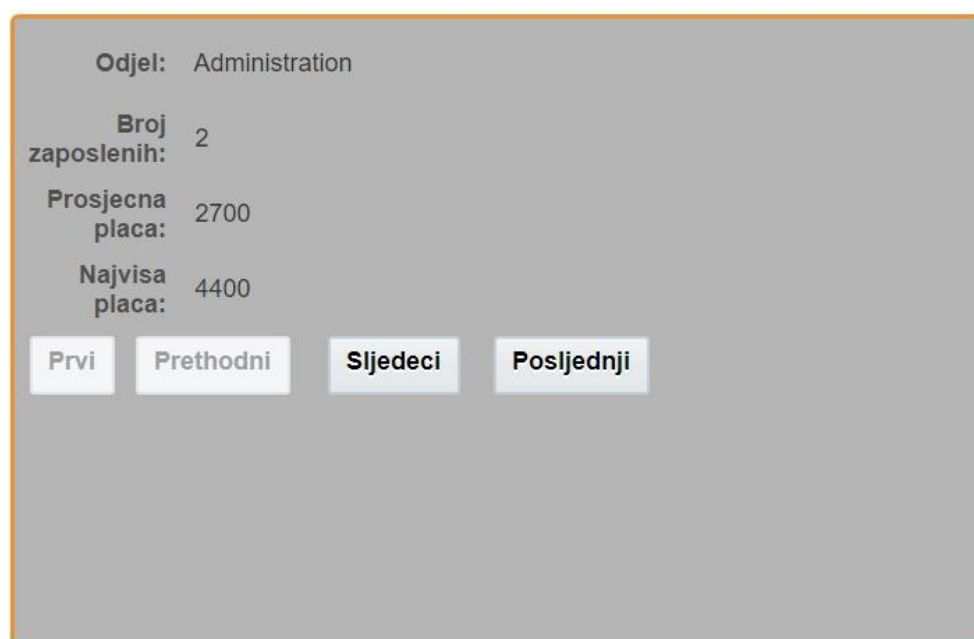 Odjel: Administration
Broj
zaposlenih: 2
Prosjecna
placa: 2700
Najvisa
placa: 4400
Prvi Prethodni Sljedeci Posljednji